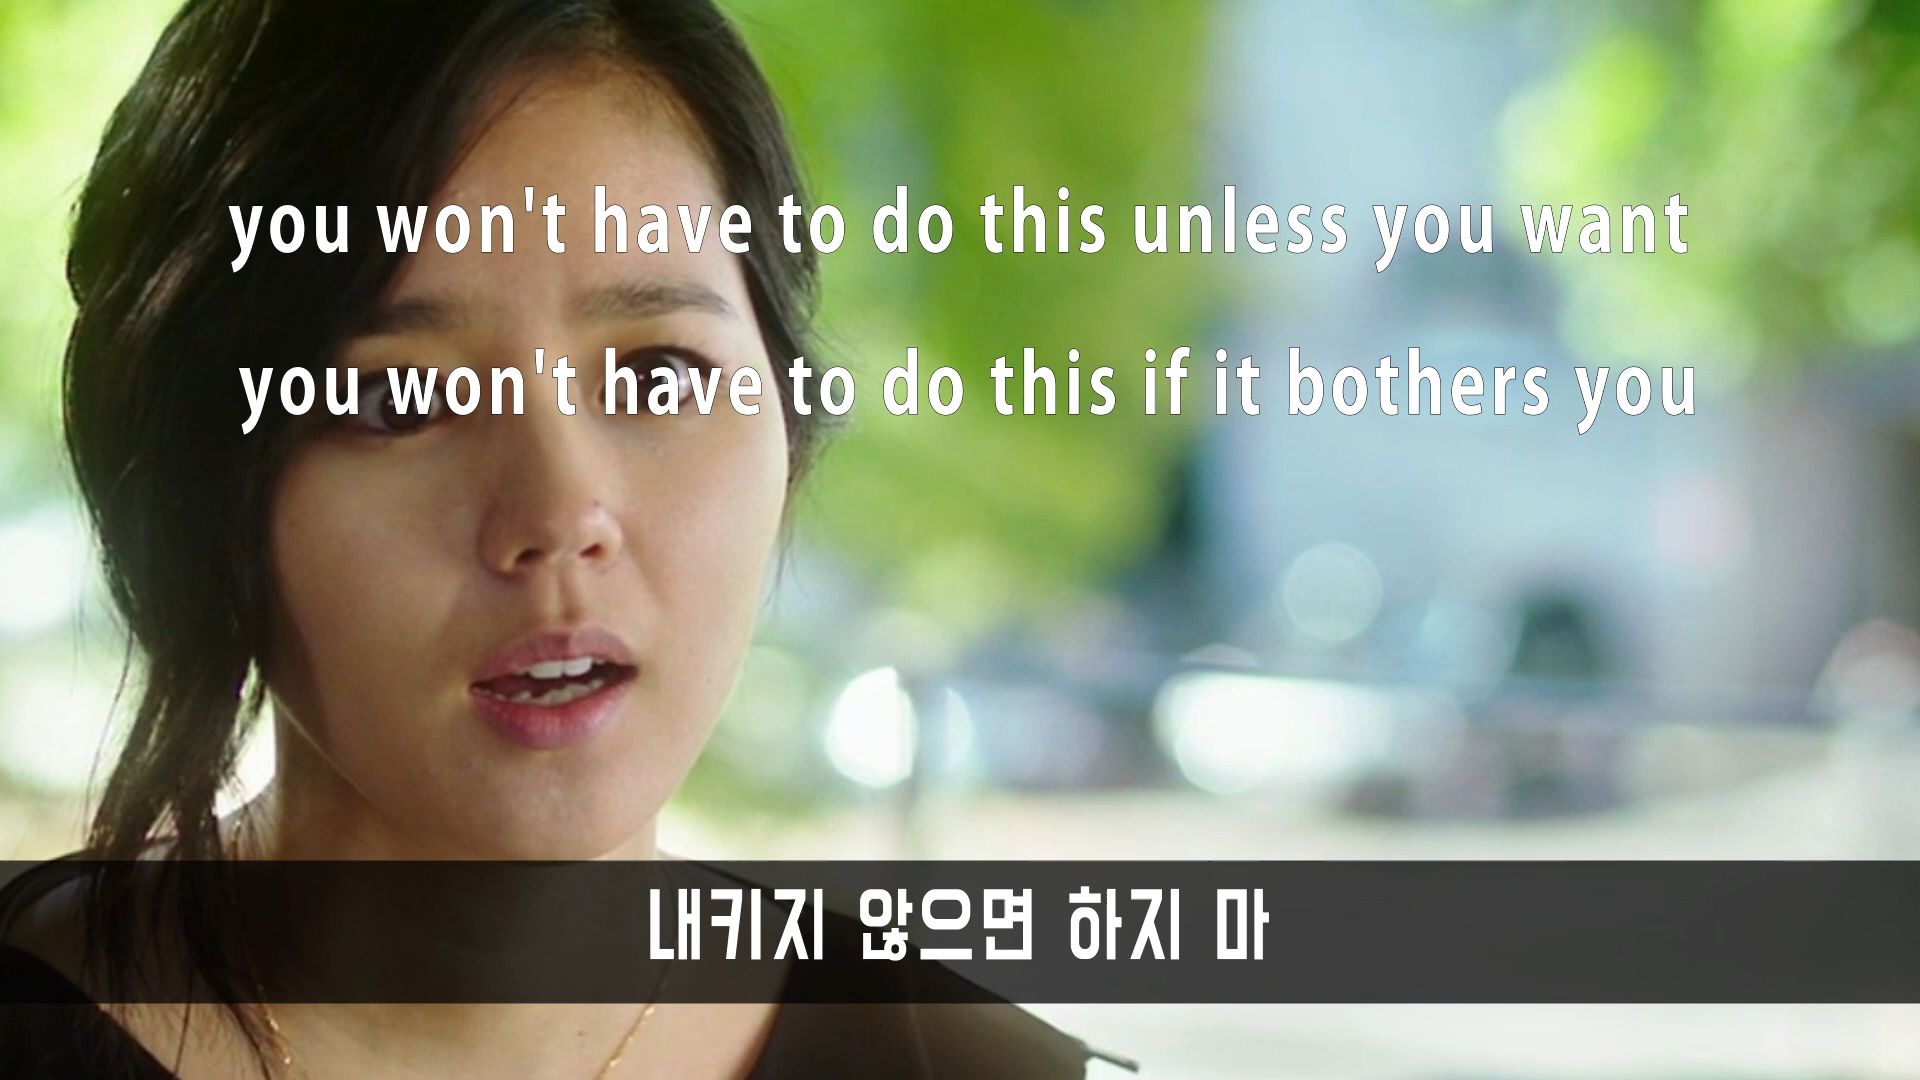 you won't have to do this unless you want
you won't have to do this if it bothers you
내키지 않으면 하지 마